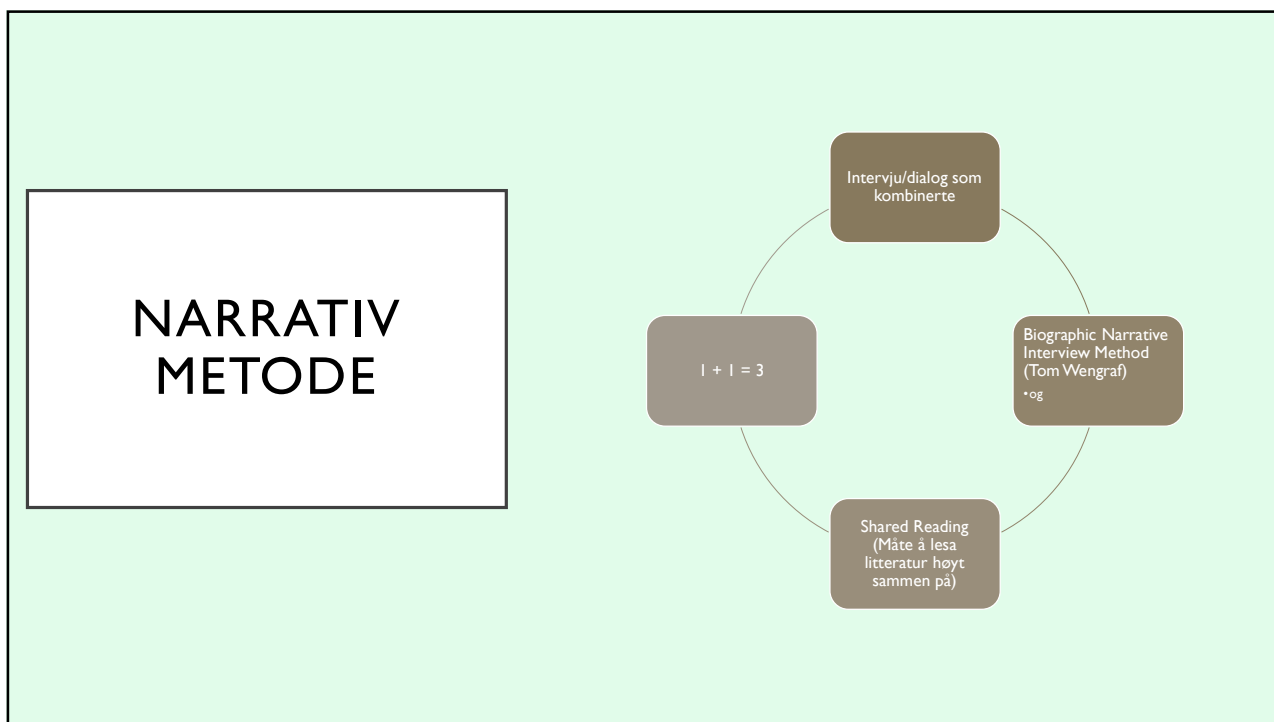 NARRATIV
METODE
Intervju/dialog som
kombinerte
Biographic Narrative
Interview Method
(Tom Wengraf)
•og
Shared Reading
(Måte å lesa
litteratur høyt
sammen på)
1 + 1 = 3